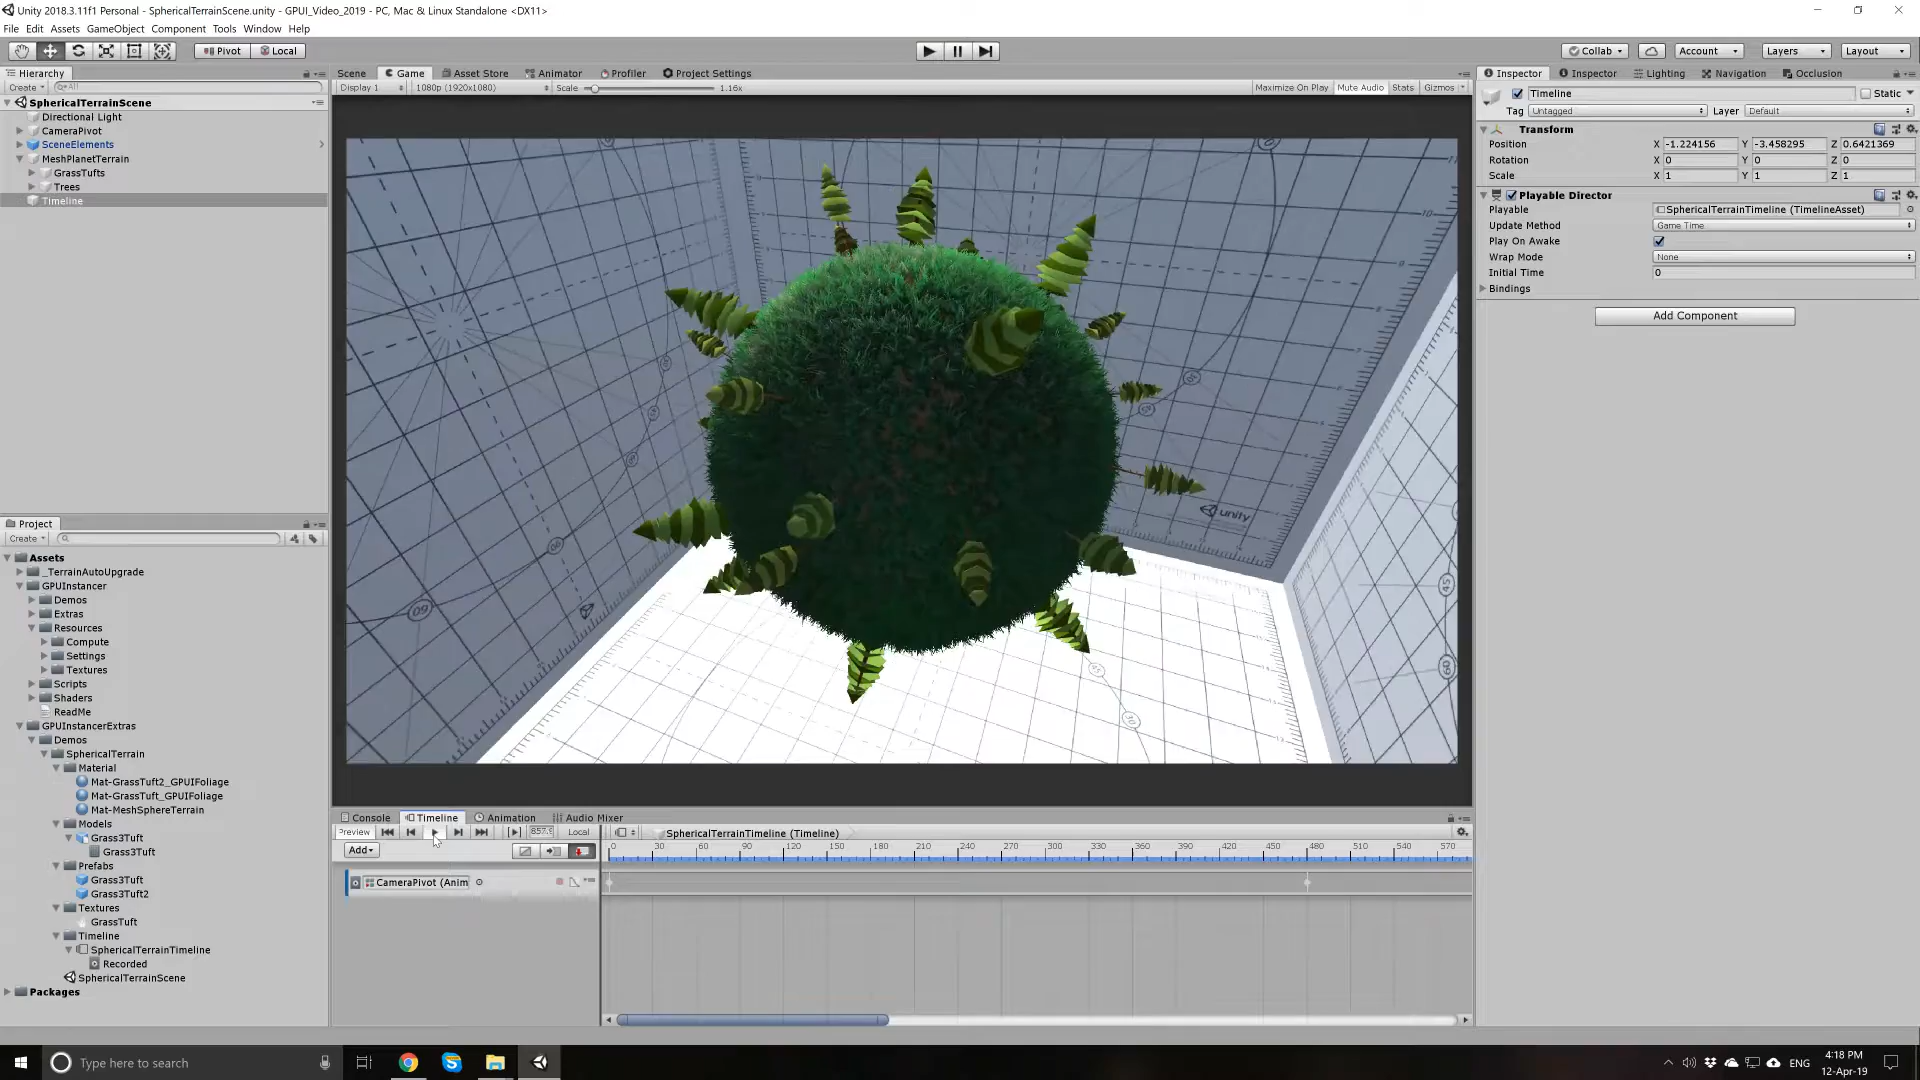 Unity 2018.3.11f1 Personal - SphericalTerrainScene.unity - GPUI_Video_2019 - PC, Mac & Linux Standalone <DX11>
File Edit Assets GameObject Component Tools Window Help
Pivot Local Collab Account Layers Layout
Hierarchy
Create All
SphericalTerrainScene
Directional Light
CameraPivot
SceneElements
MeshPlanetTerrain
GrassTufts
Trees
Timeline
Scene Game Asset Store Animator Profiler Project Settings
Display 1 1080p (1920x1080) Scale 1.16x Maximize On Play Mute Audio Stats Gizmos
unity
Inspector Inspector Lighting Navigation Occlusion
Timeline Static
Tag Untagged Layer Default
Transform
Position X -1.224156 Y -3.458295 Z 0.6421369
Rotation X 0 Y 0 Z 0
Scale X 1 Y 1 Z 1
Playable Director
Playable SphericalTerrainTimeline (TimelineAsset)
Update Method Game Time
Play On Awake
Wrap Mode None
Initial Time 0
Bindings
Add Component
Project
Create
Assets
_TerrainAutoUpgrade
GPUInstancer
Demos
Extras
Resources
Compute
Settings
Textures
Scripts
Shaders
ReadMe
GPUInstancerExtras
Demos
SphericalTerrain
Material
Mat-GrassTuft2_GPUIFoliage
Mat-GrassTuft_GPUIFoliage
Mat-MeshSphereTerrain
Models
Grass3Tuft
Grass3Tuft
Prefabs
Grass3Tuft
Grass3Tuft2
Textures
GrassTuft
Timeline
SphericalTerrainTimeline
Recorded
SphericalTerrainScene
Packages
Console Timeline Animation Audio Mixer
Preview Local SphericalTerrainTimeline (Timeline)
Add 0 30 60 90 120 150 180 210 240 270 300 330 360 390 420 450 480 510 540 570
CameraPivot (Anim
Type here to search
ENG
4:18 PM
12-Apr-19